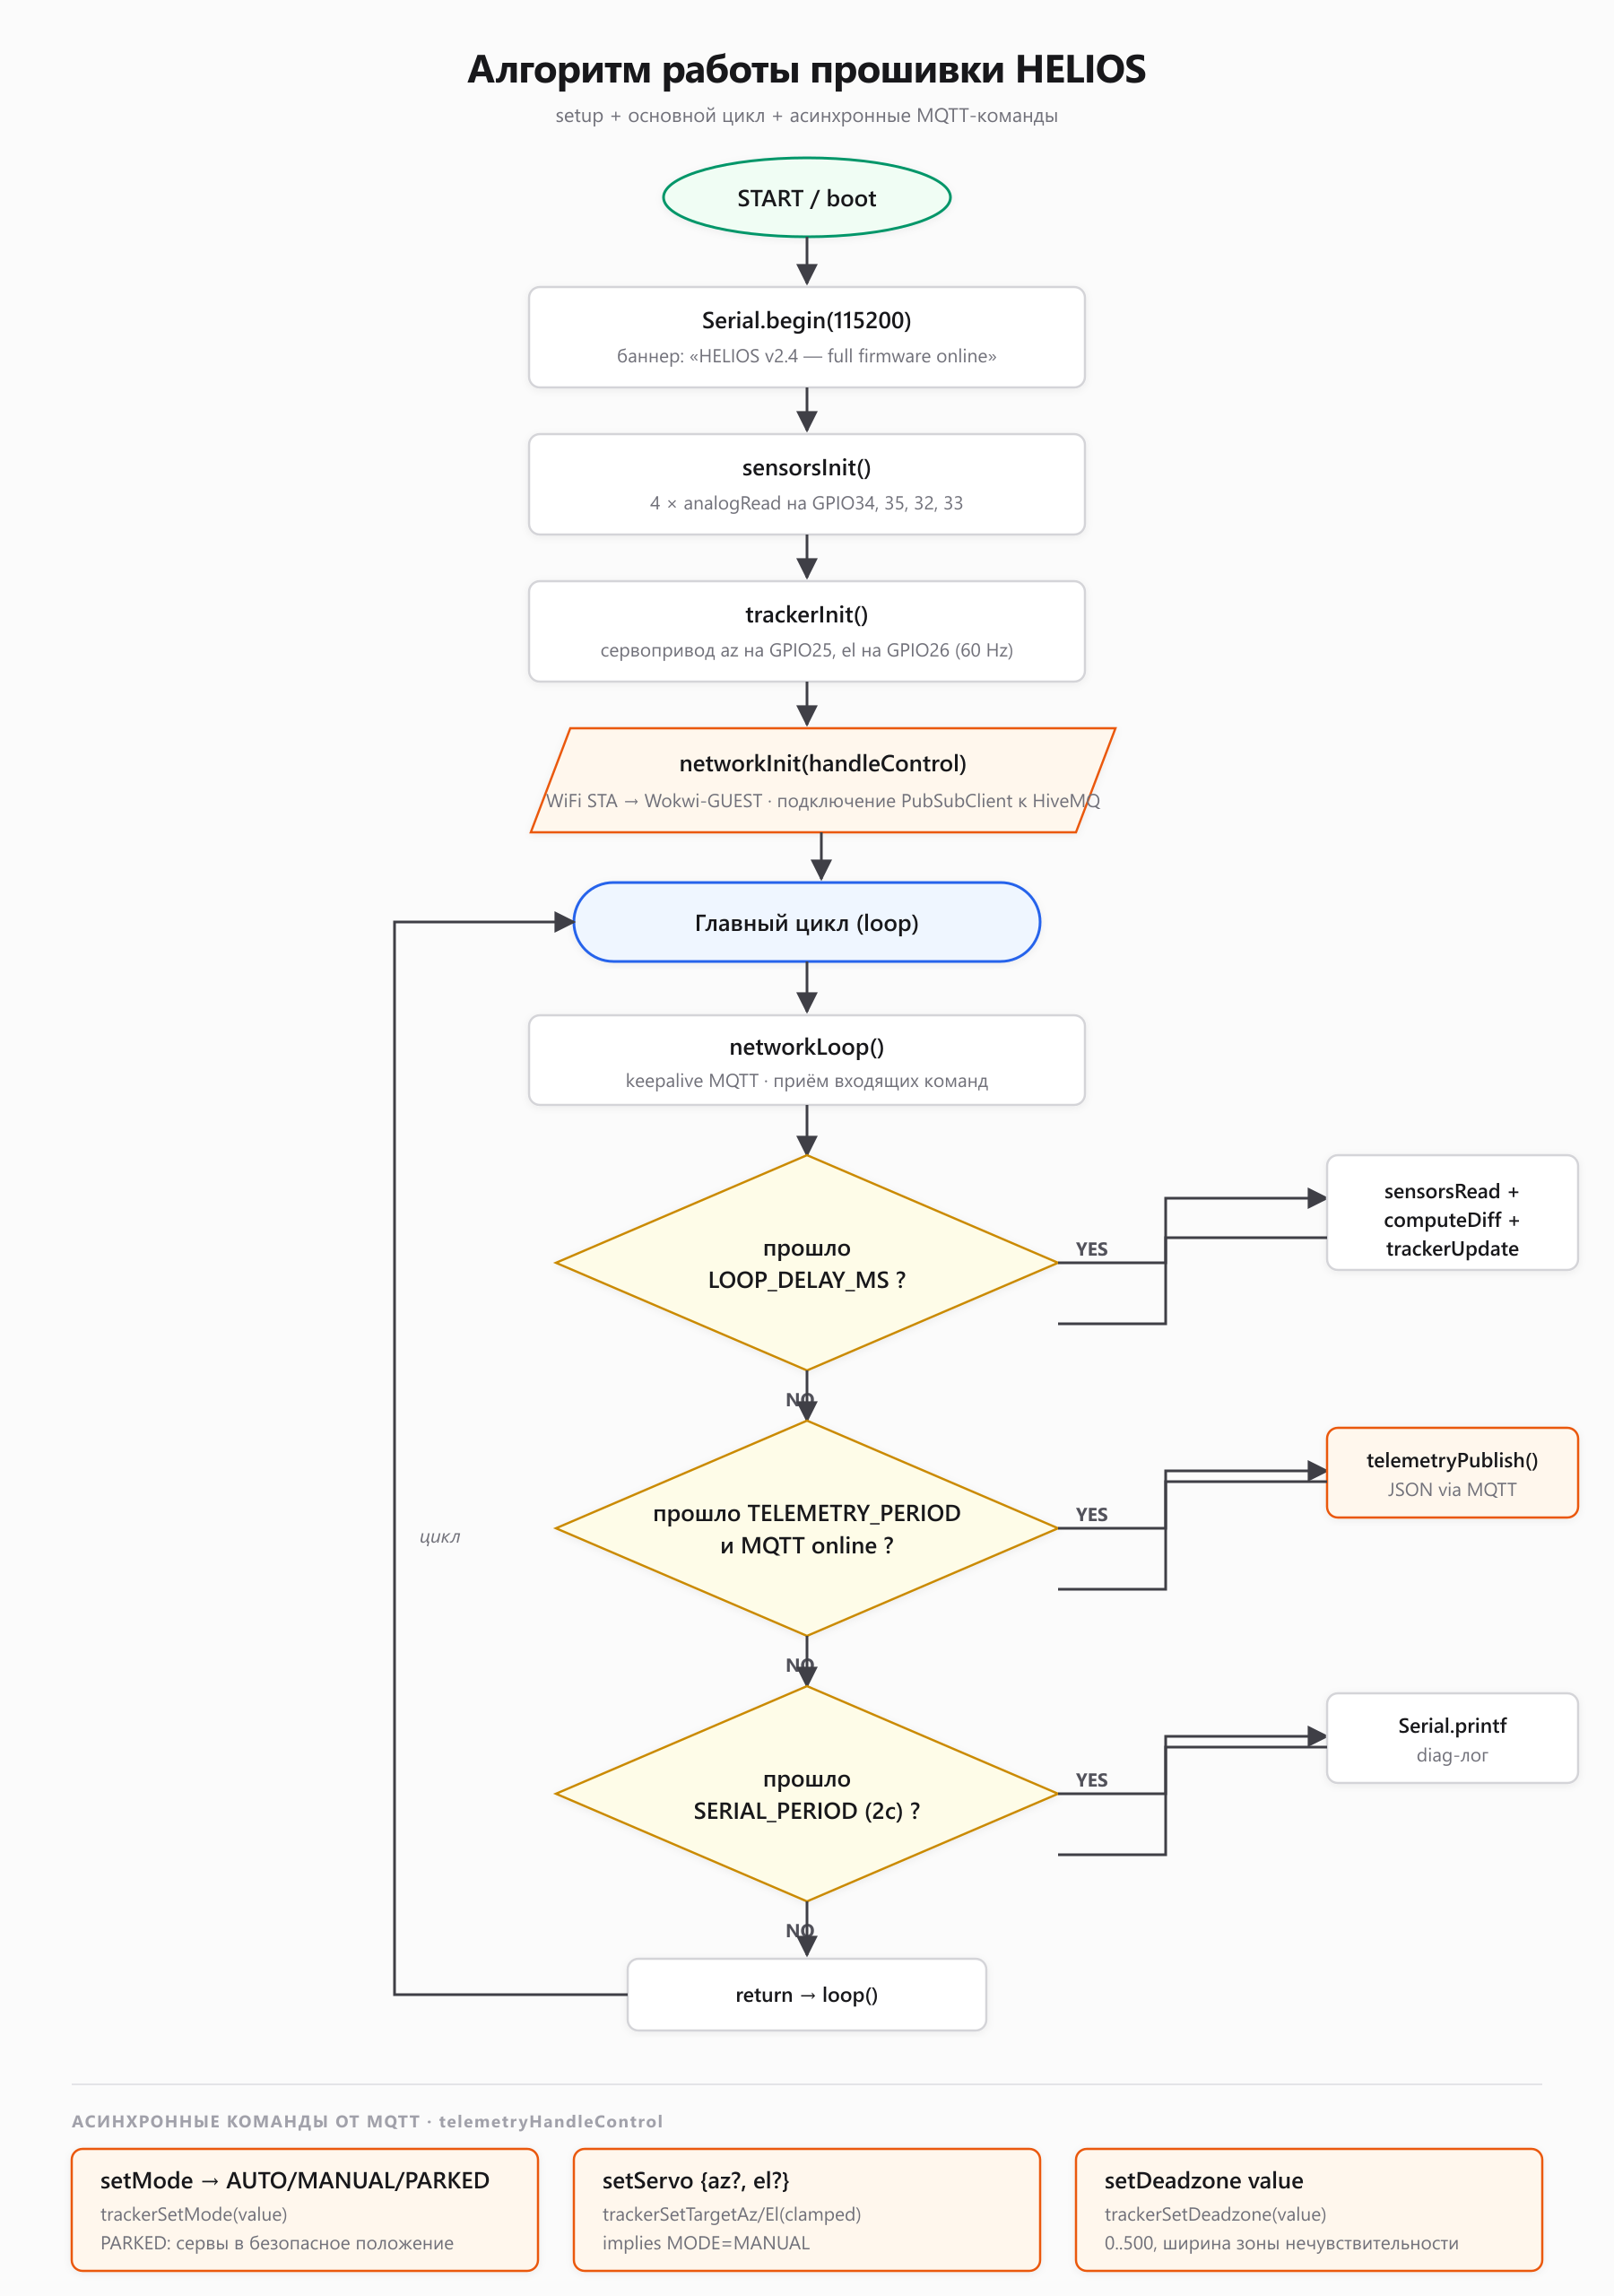 Алгоритм работы прошивки HELIOS
setup + основной цикл + асинхронные MQTT-команды
START / boot
Serial.begin(115200)
баннер: «HELIOS v2.4 — full firmware online»
sensorsInit()
4 × analogRead на GPIO34, 35, 32, 33
trackerInit()
сервопривод az на GPIO25, el на GPIO26 (60 Hz)
networkInit(handleControl)
WiFi STA → Wokwi-GUEST · подключение PubSubClient к HiveMQ
Главный цикл (loop)
networkLoop()
keepalive MQTT · приём входящих команд
прошло
LOOP_DELAY_MS ?
YES
sensorsRead +
computeDiff +
trackerUpdate
NO
прошло TELEMETRY_PERIOD
и MQTT online ?
YES
telemetryPublish()
JSON via MQTT
цикл
NO
прошло
SERIAL_PERIOD (2с) ?
YES
Serial.printf
diag-лог
NO
return → loop()
АСИНХРОННЫЕ КОМАНДЫ ОТ MQTT · telemetryHandleControl
setMode → AUTO/MANUAL/PARKED
trackerSetMode(value)
PARKED: сервы в безопасное положение
setServo {az?, el?}
trackerSetTargetAz/El(clamped)
implies MODE=MANUAL
setDeadzone value
trackerSetDeadzone(value)
0..500, ширина зоны нечувствительности